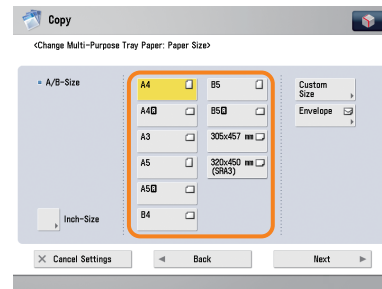 Copy
<Change Multi-Purpose Tray Paper: Paper Size>
A/B-Size
A4
B5
Custom
Size
A4R
B5R
Envelope
A3
305x457 mm
A5
320x450 mm
(SRA3)
A5R
Inch-Size
B4
Cancel Settings
Back
Next